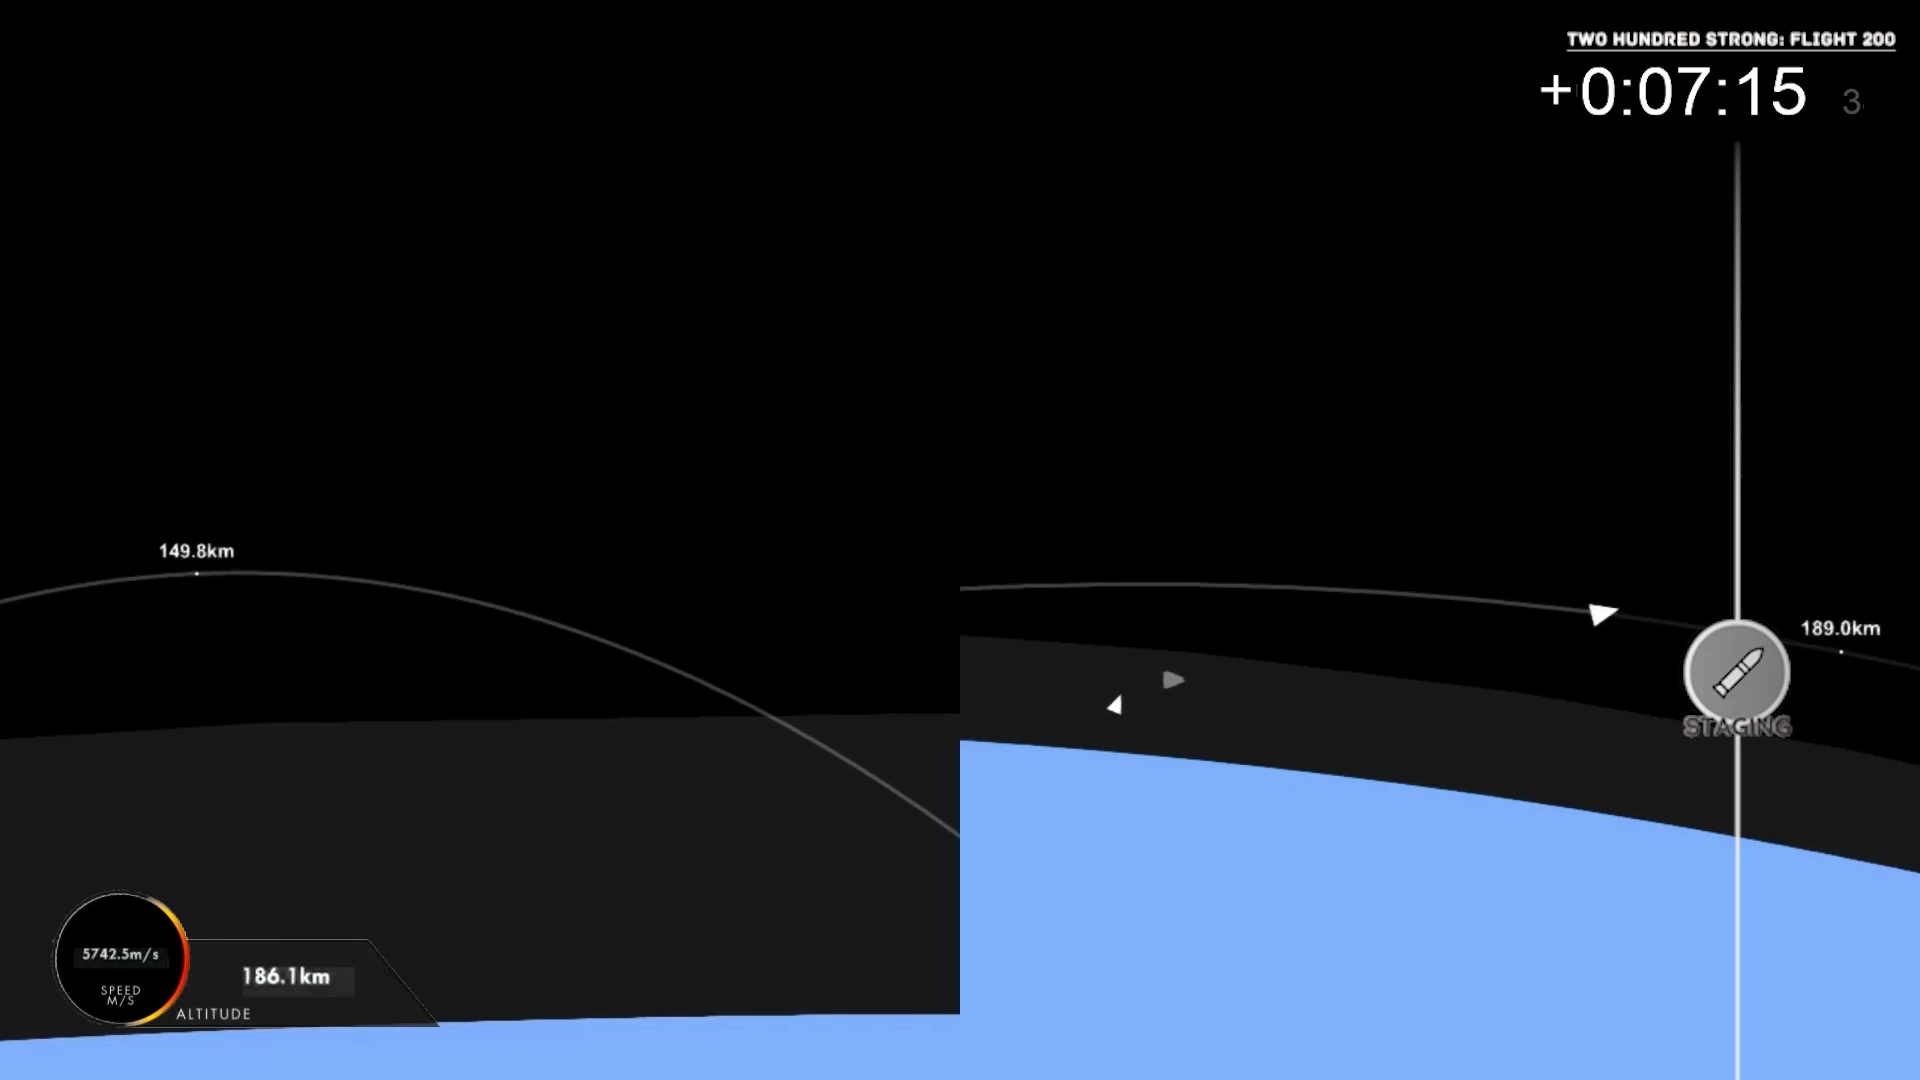 TWO HUNDRED STRONG: FLIGHT 200
+0:07:15 3
149.8km
189.0km
STAGING
5742.5m/s
SPEED
M/S
186.1km
ALTITUDE